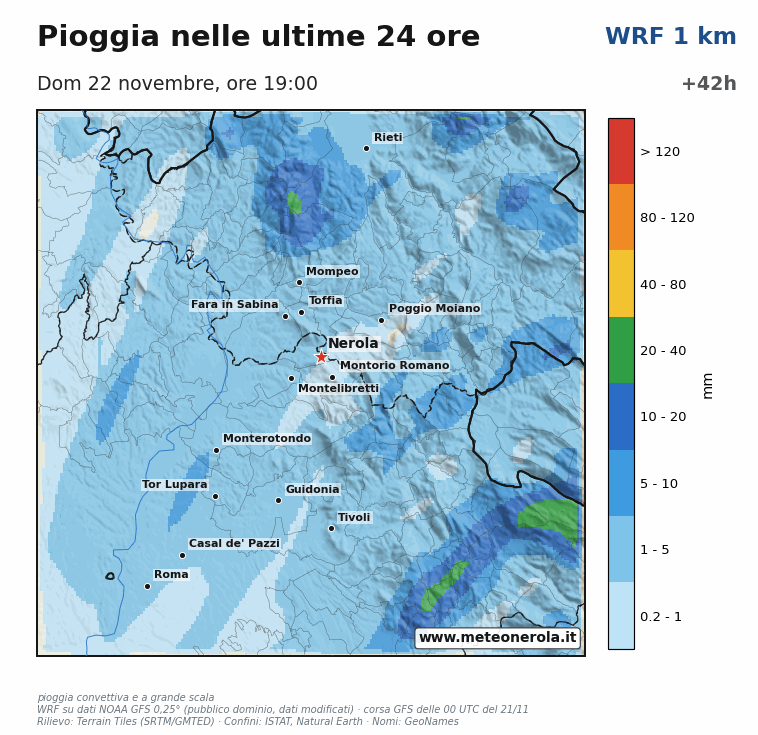 Pioggia nelle ultime 24 ore
WRF 1 km
Dom 22 novembre, ore 19:00
+42h
Rieti
Mompeo
Fara in Sabina
Toffia
Poggio Moiano
Nerola
Montorio Romano
Montelibretti
Monterotondo
Tor Lupara
Guidonia
Tivoli
Casal de' Pazzi
Roma
www.meteonerola.it
> 120
80 - 120
40 - 80
20 - 40
10 - 20
5 - 10
1 - 5
0.2 - 1
mm
pioggia convettiva e a grande scala
WRF su dati NOAA GFS 0,25° (pubblico dominio, dati modificati) · corsa GFS delle 00 UTC del 21/11
Rilievo: Terrain Tiles (SRTM/GMTED) · Confini: ISTAT, Natural Earth · Nomi: GeoNames